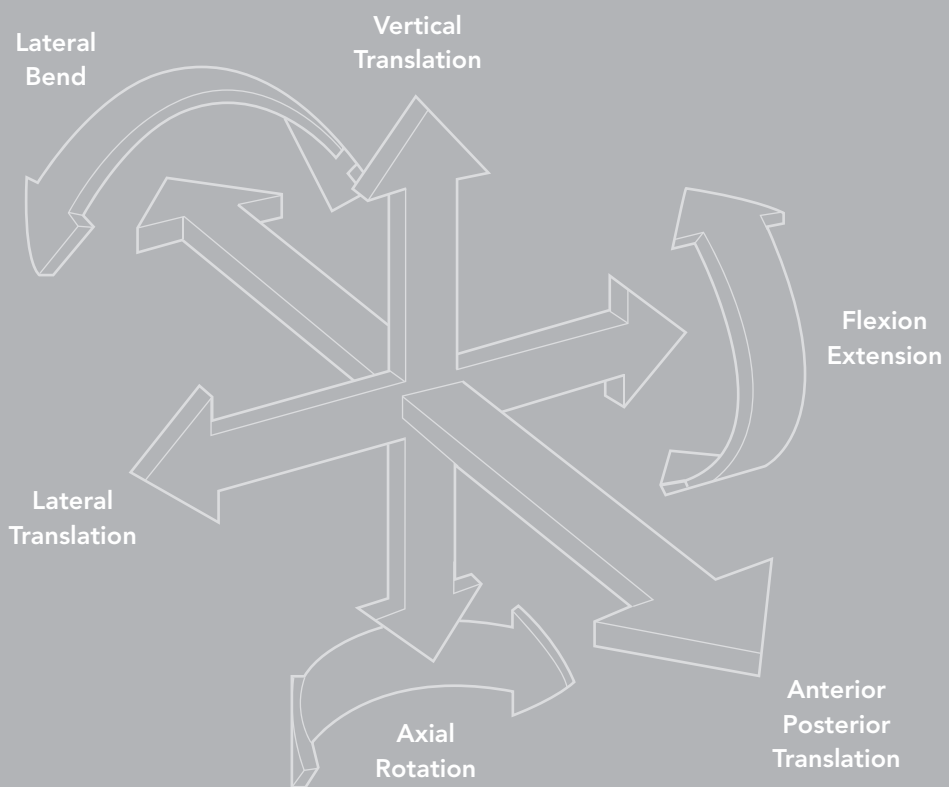 Lateral
Bend
Vertical
Translation
Flexion
Extension
Lateral
Translation
Axial
Rotation
Anterior
Posterior
Translation